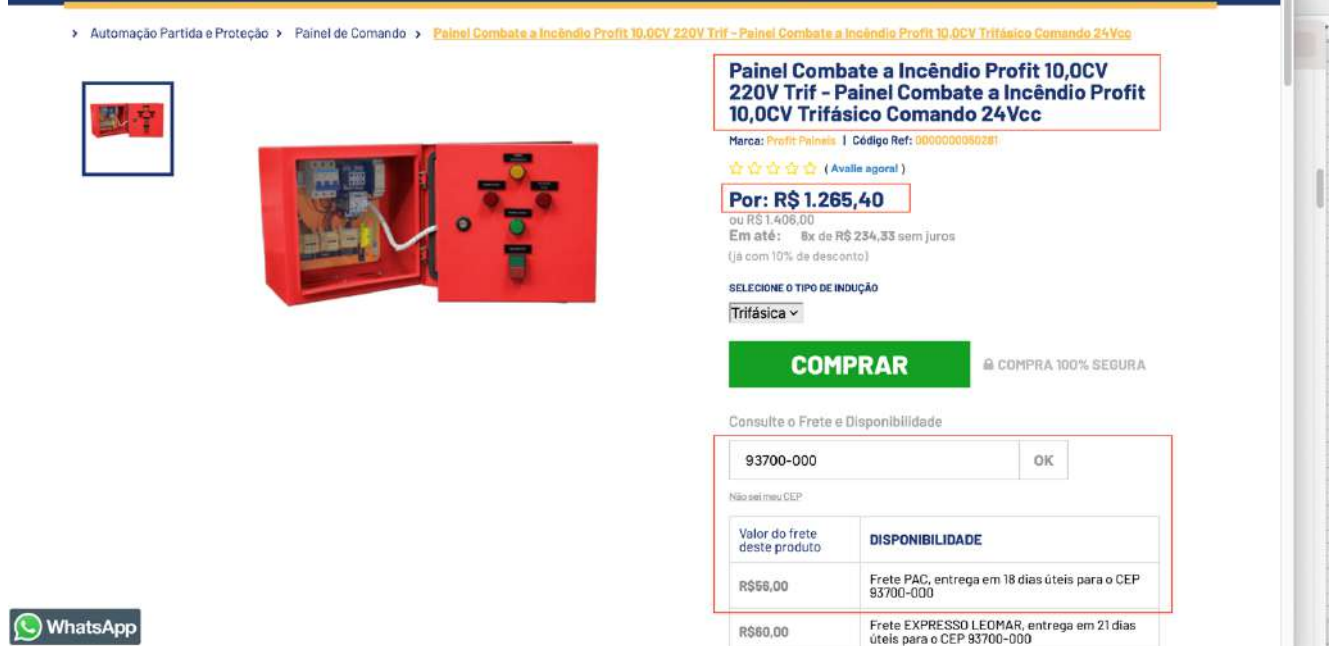 > Automação Partida e Proteção > Painel de Comando > Painel Combate a Incêndio Profit 10,0CV 220V Trif - Painel Combate a Incêndio Profit 10,0CV Trifásico Comando 24Vcc
Painel Combate a Incêndio Profit 10,0CV
220V Trif - Painel Combate a Incêndio Profit
10,0CV Trifásico Comando 24Vcc
Marca: Profit Paineis | Código Ref: 0000000050281
( Avalie agora! )
Por: R$ 1.265,40
ou R$ 1.406,00
Em até: 6x de R$ 234,33 sem juros
(já com 10% de desconto)
SELECIONE O TIPO DE INDUÇÃO
Trifásica
COMPRAR
COMPRA 100% SEGURA
Consulte o Frete e Disponibilidade
93700-000 OK
Não sei meu CEP
Valor do frete
deste produto
DISPONIBILIDADE
R$56,00
Frete PAC, entrega em 18 dias úteis para o CEP
93700-000
R$60,00
Frete EXPRESSO LEOMAR, entrega em 21 dias
úteis para o CEP 93700-000
WhatsApp